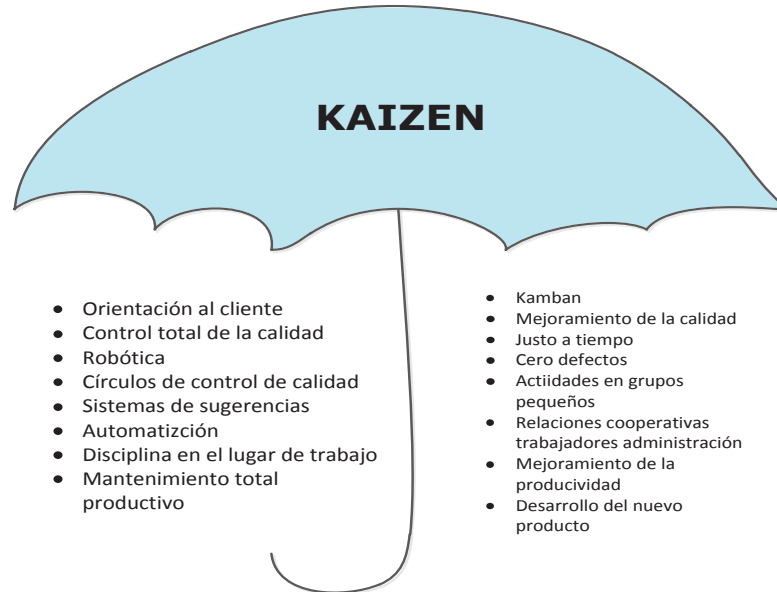 KAIZEN
• Orientación al cliente
• Control total de la calidad
• Robótica
• Círculos de control de calidad
• Sistemas de sugerencias
• Automatizción
• Disciplina en el lugar de trabajo
• Mantenimiento total
productivo
• Kamban
• Mejoramiento de la calidad
• Justo a tiempo
• Cero defectos
• Actiidades en grupos
pequeños
• Relaciones cooperativas
trabajadores administración
• Mejoramiento de la
producividad
• Desarrollo del nuevo
producto